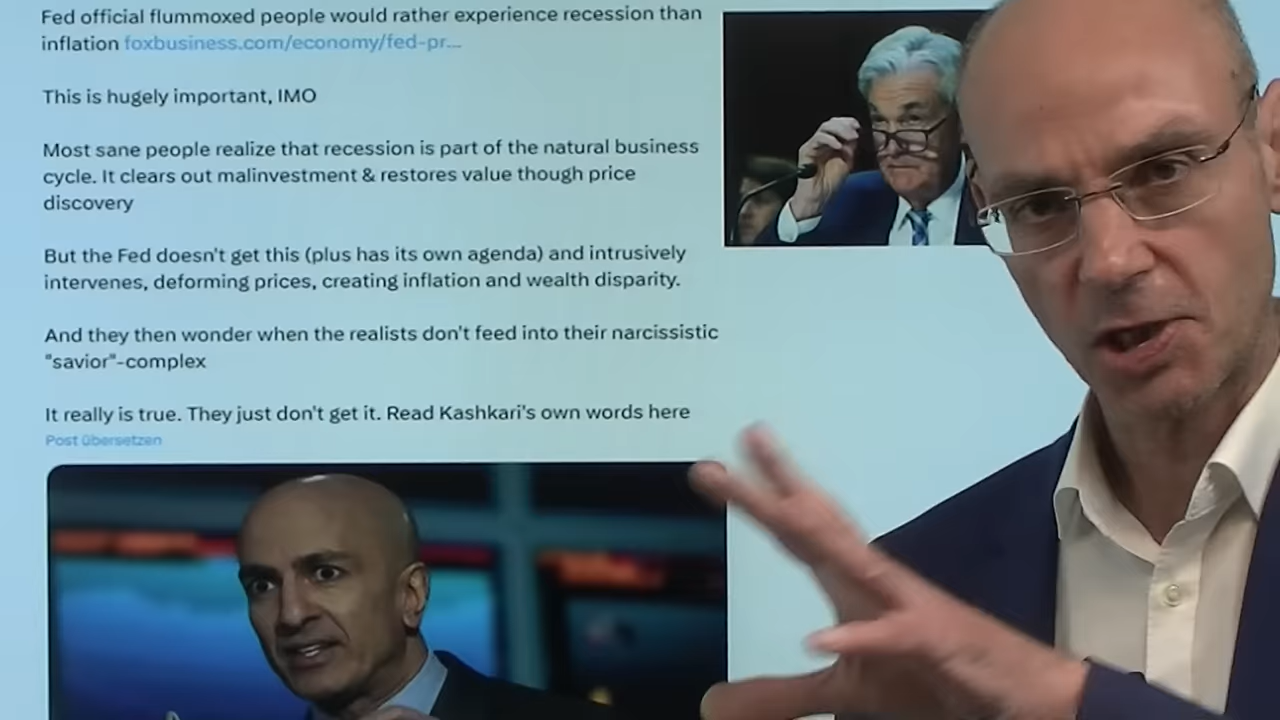 Fed official flummoxed people would rather experience recession than
inflation foxbusiness.com/economy/fed-pr...
This is hugely important, IMO
Most sane people realize that recession is part of the natural business
cycle. It clears out malinvestment & restores value though price
discovery
But the Fed doesn't get this (plus has its own agenda) and intrusively
intervenes, deforming prices, creating inflation and wealth disparity.
And they then wonder when the realists don't feed into their narcissistic
"savior"-complex
It really is true. They just don't get it. Read Kashkari's own words here
Post übersetzen